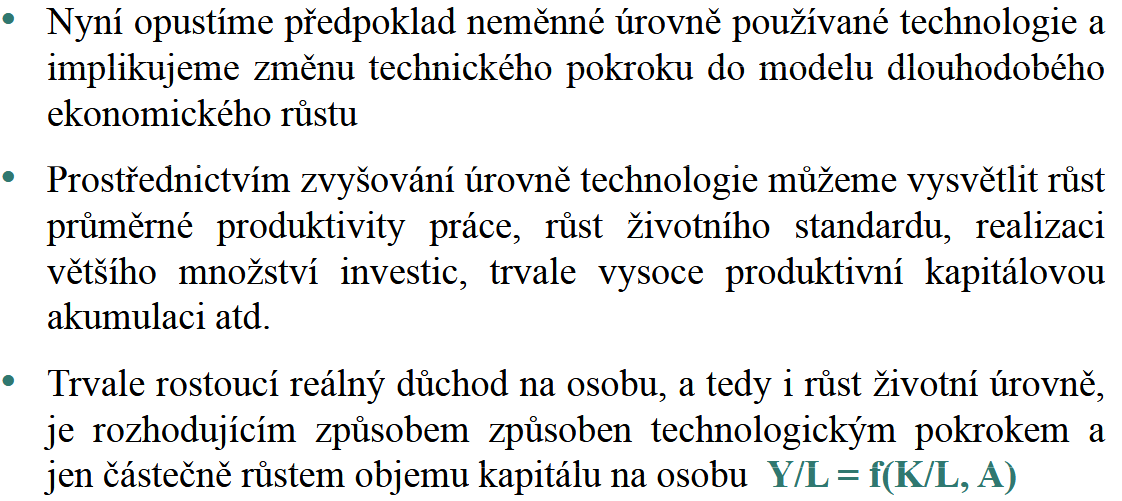 • Nyní opustíme předpoklad neměnné úrovně používané technologie a
implikujeme změnu technického pokroku do modelu dlouhodobého
ekonomického růstu
• Prostřednictvím zvyšování úrovně technologie můžeme vysvětlit růst
průměrné produktivity práce, růst životního standardu, realizaci
většího množství investic, trvale vysoce produktivní kapitálovou
akumulaci atd.
• Trvale rostoucí reálný důchod na osobu, a tedy i růst životní úrovně,
je rozhodujícím způsobem způsoben technologickým pokrokem a
jen částečně růstem objemu kapitálu na osobu Y/L = f(K/L, A)